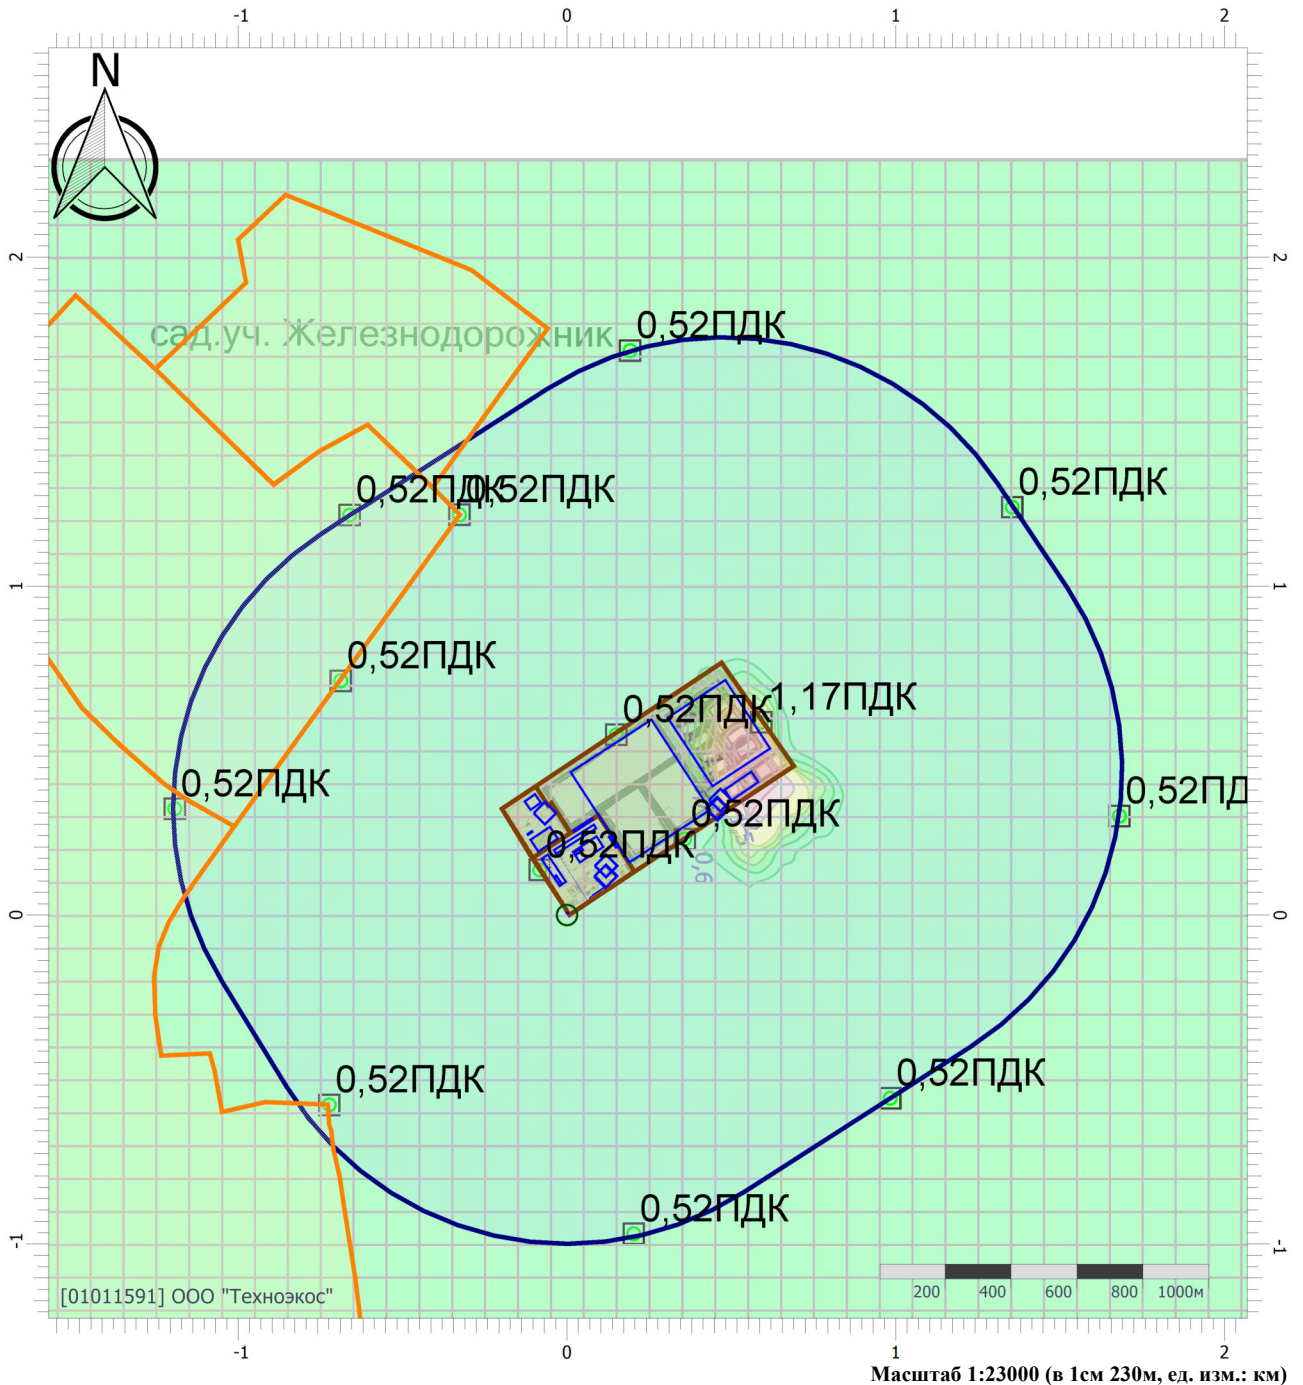 -1 0 1 2
N
2 2
сад.уч. Железнодорожник
0,52ПДК
0,52ПДК
0,52ПДК
0,52ПДК
1 1
0,52ПДК
1,17ПДК
0,52ПДК
0,52ПДК
0,52ПД
0,52ПДК
0,52ПДК
0,6
0 0
0,52ПДК
0,52ПДК
0,52ПДК
-1 -1
200 400 600 800 1000м
[01011591] ООО "Техноэкос"
-1 0 1 2
Масштаб 1:23000 (в 1см 230м, ед. изм.: км)